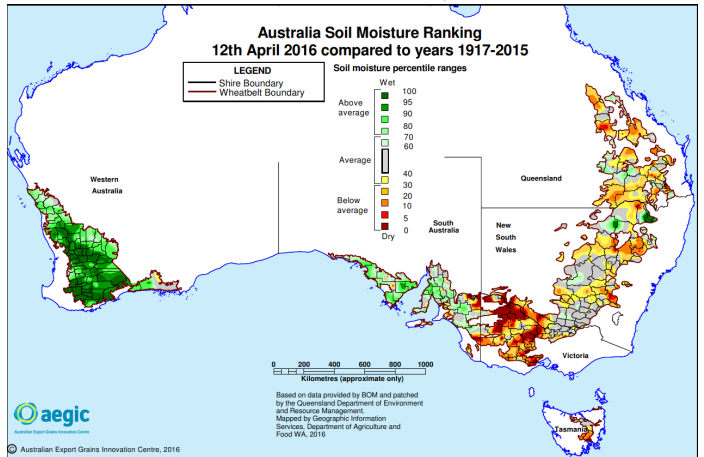 Australia Soil Moisture Ranking
12th April 2016 compared to years 1917-2015
LEGEND
Shire Boundary
Wheatbelt Boundary
Soil moisture percentile ranges
Wet
Above
average
Average
Below
average
100
95
90
80
70
60
40
30
20
10
5
0
Dry
Western
Australia
Queensland
South
Australia
New
South
Wales
Victoria
Tasmania
0 200 400 600 800 1000
Kilometres (approximate only)
Based on data provided by BOM and patched
by the Queensland Department of Environment
and Resource Management.
Mapped by Geographic Information
Services, Department of Agriculture and
Food WA, 2016
aegic
Australian Export Grains Innovation Centre
© Australian Export Grains Innovation Centre, 2016